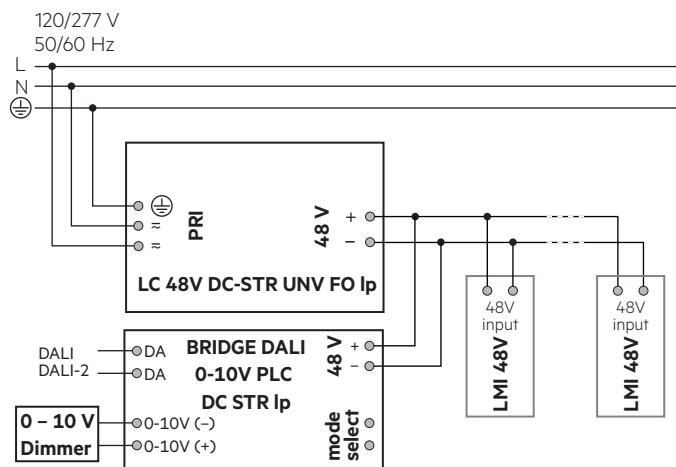 120/277 V
50/60 Hz
L
N
PRI
≂
≂
48 V
+
−
LC 48V DC-STR UNV FO lp
DALI
DALI-2
DA
DA
BRIDGE DALI
0-10V PLC
DC STR lp
48 V
+
−
0 – 10 V
Dimmer
0-10V (−)
0-10V (+)
mode
select
48V
input
LMI 48V
48V
input
LMI 48V